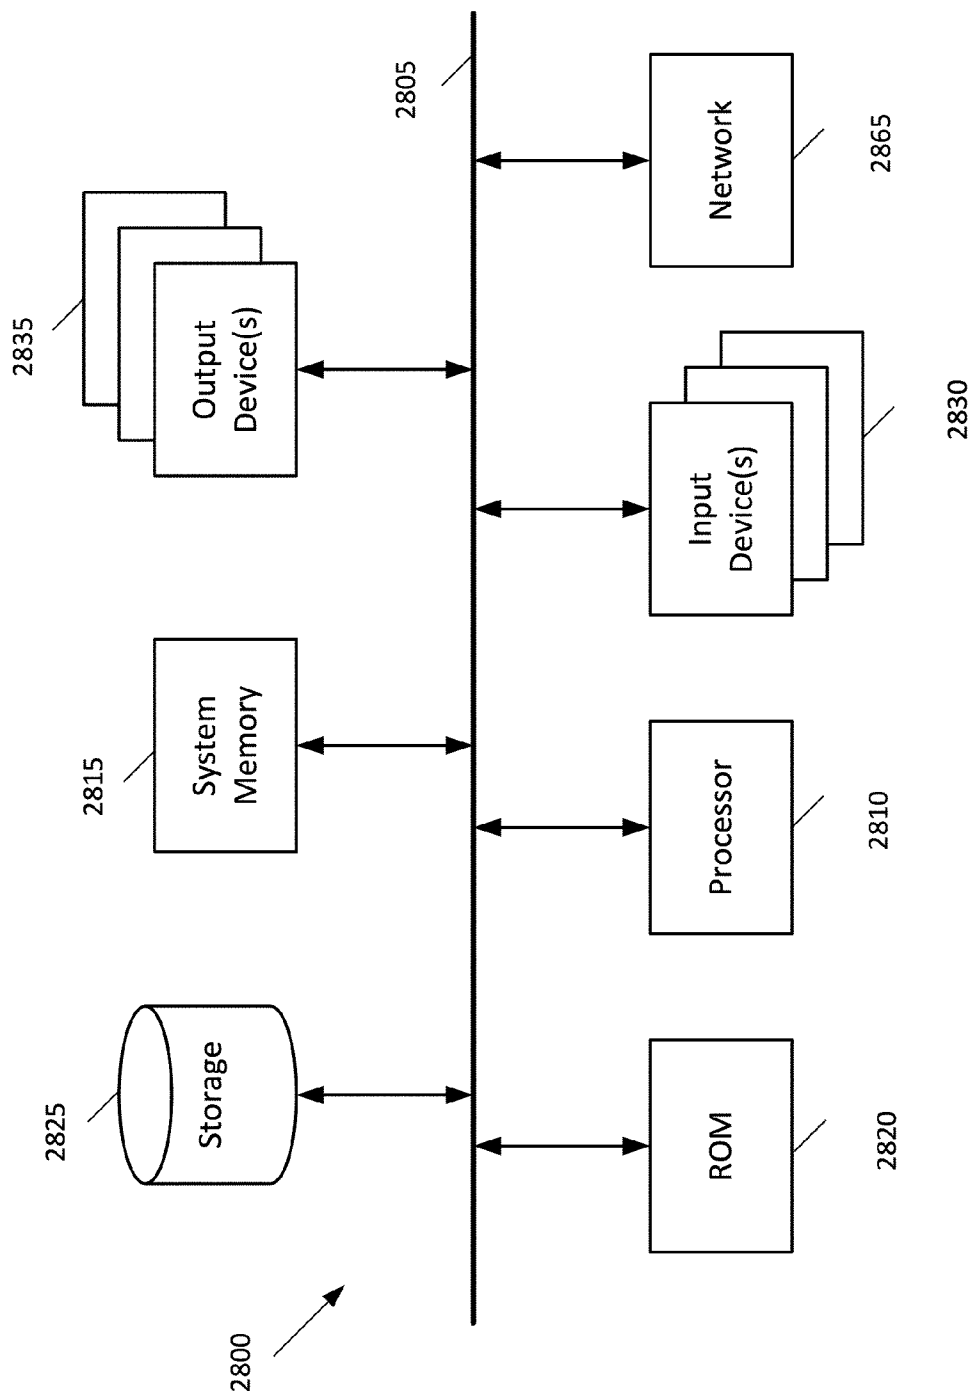 2825
Storage
2815
System
Memory
2835
Output
Device(s)
2805
2800
ROM
2820
Processor
2810
Input
Device(s)
2830
Network
2865